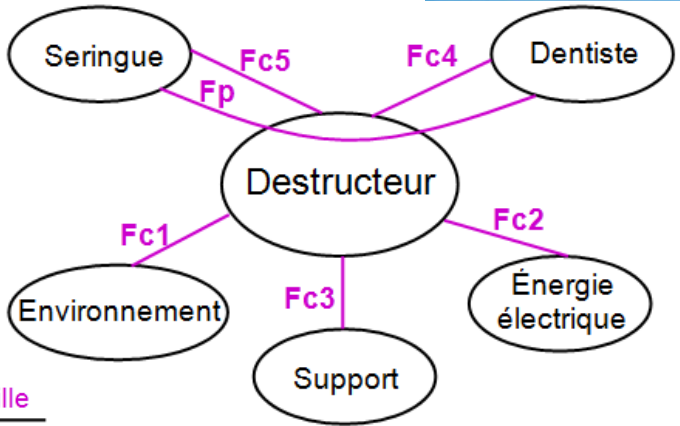 Seringue
Fc5
Fc4
Dentiste
Fp
Destructeur
Fc1
Fc2
Environnement
Fc3
Énergie
électrique
Support
lle